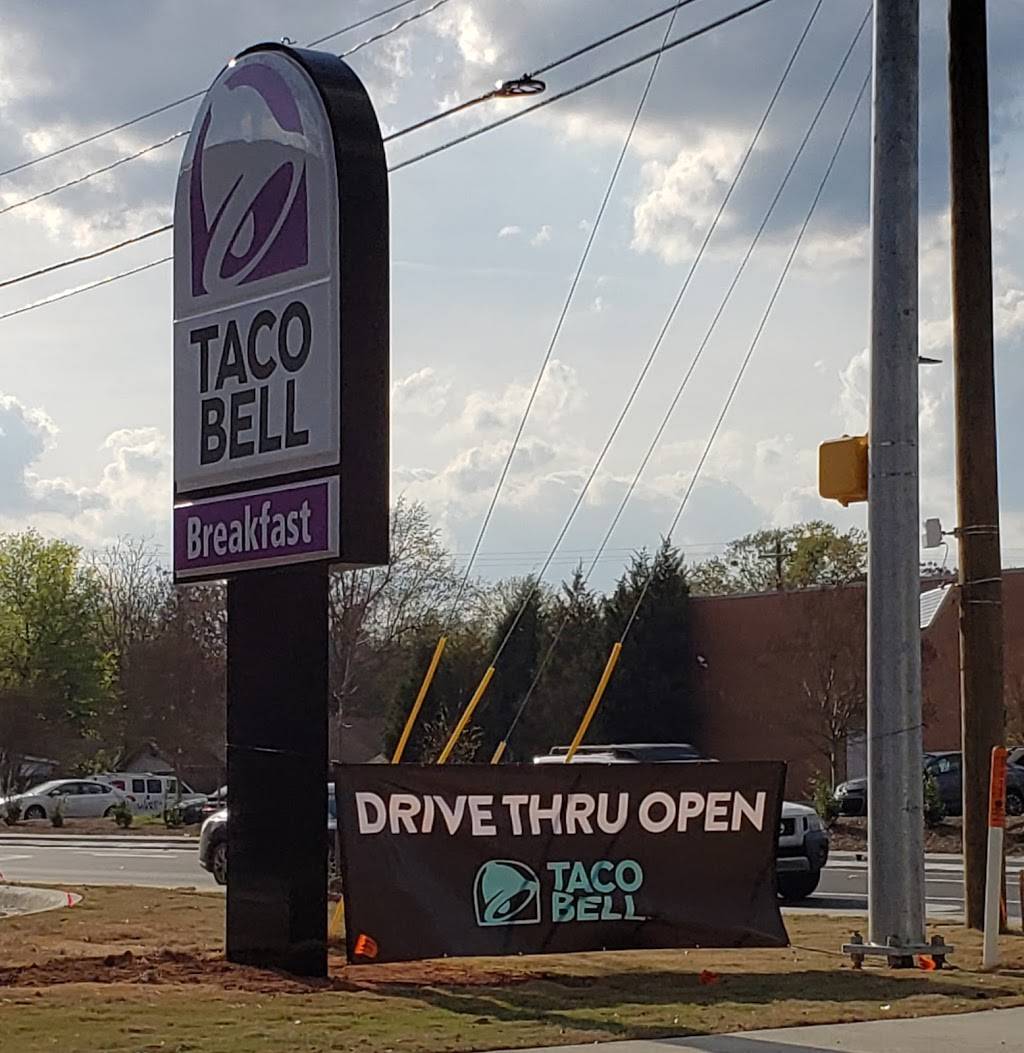 TACO
BELL
Breakfast
DRIVE THRU OPEN
TACO
BELL